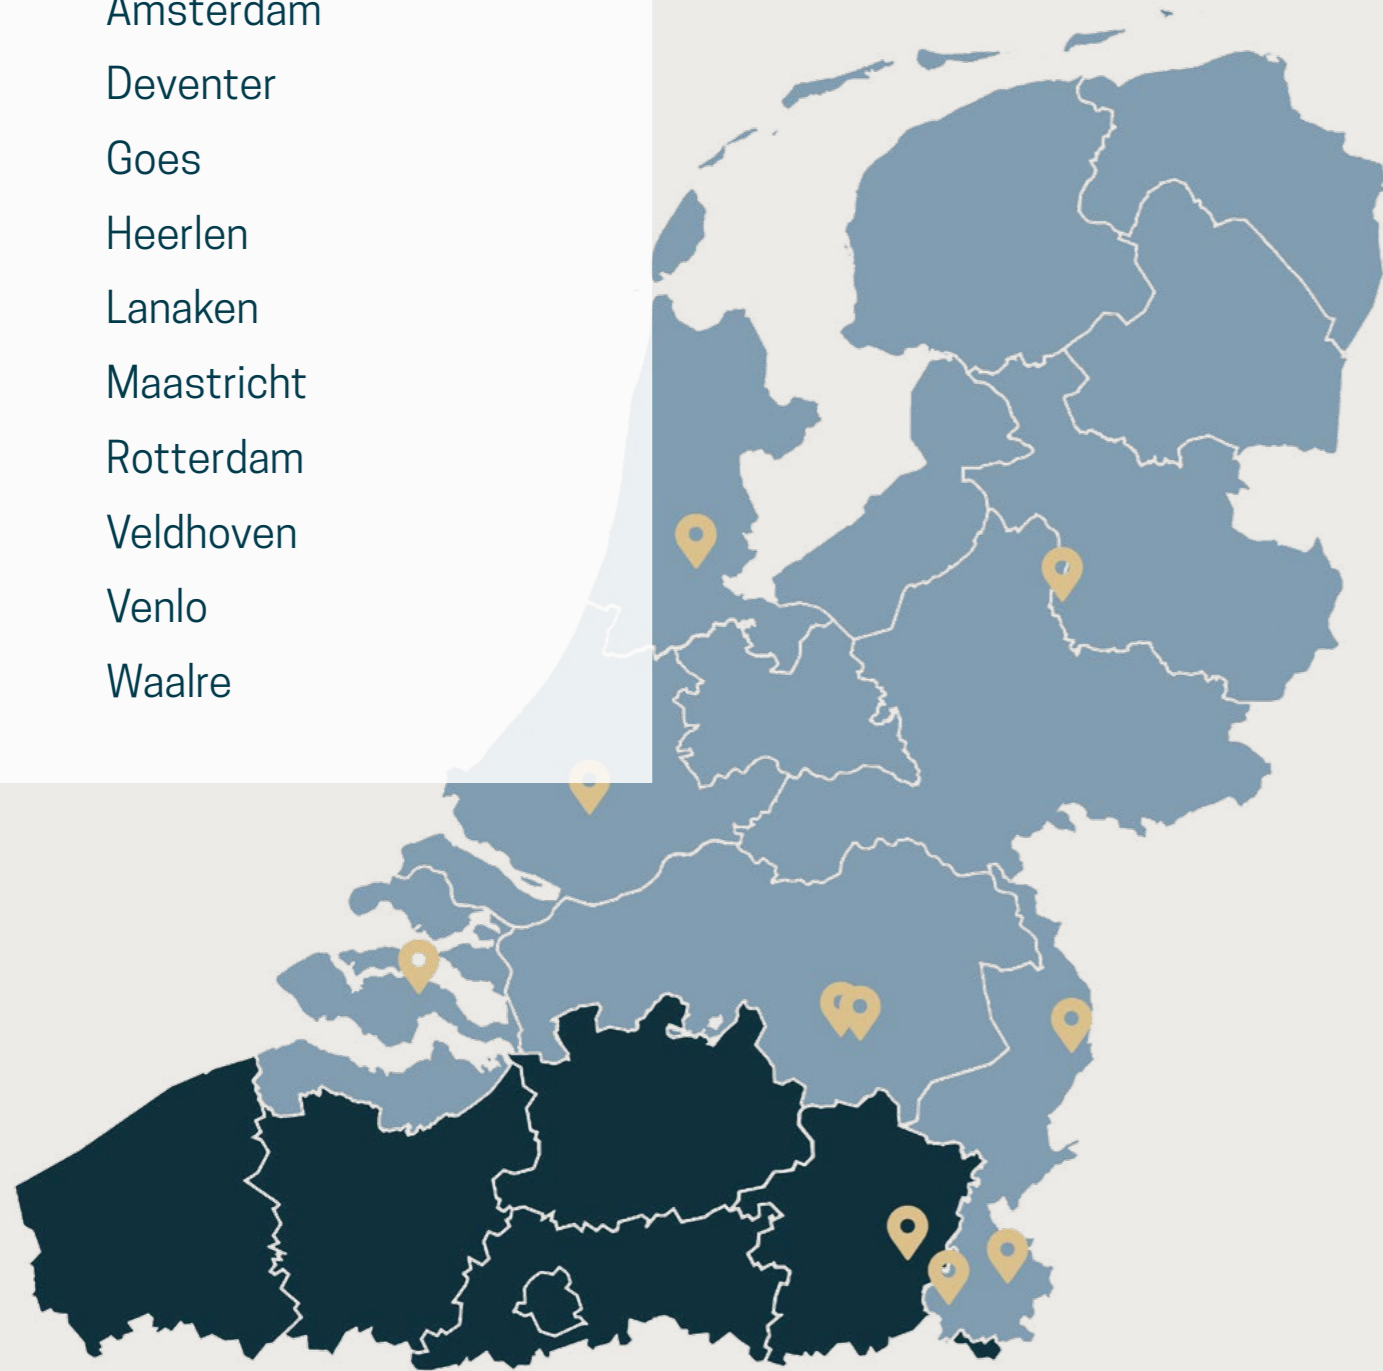 Amsterdam
Deventer
Goes
Heerlen
Lanaken
Maastricht
Rotterdam
Veldhoven
Venlo
Waalre